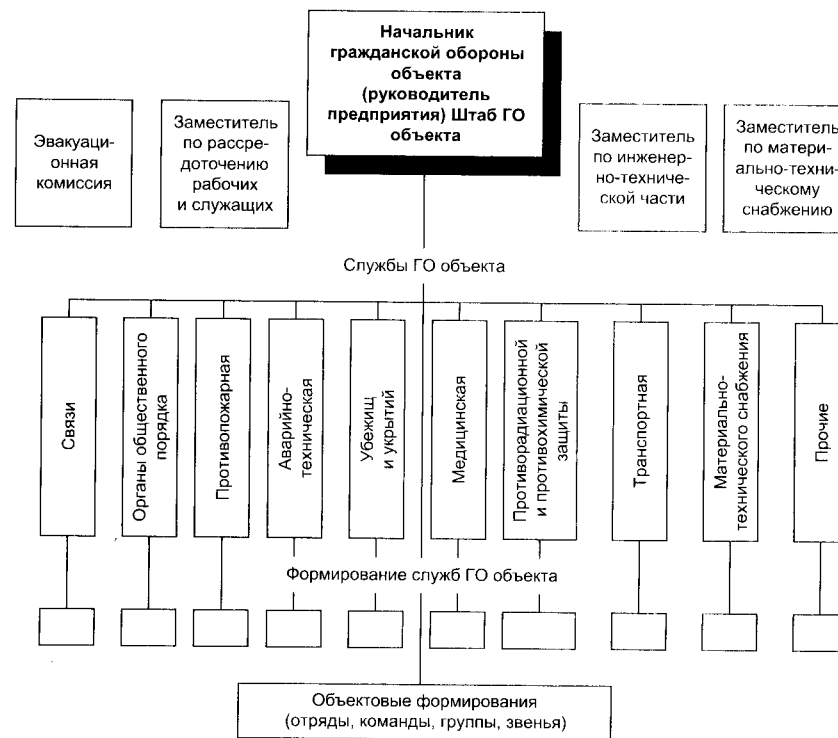 Начальник
гражданской обороны
объекта
(руководитель
предприятия) Штаб ГО
объекта
Эвакуаци-
онная
комиссия
Заместитель
по рассре-
доточению
рабочих
и служащих
Заместитель
по инженер-
но-техниче-
ской части
Заместитель
по матери-
ально-техни-
ческому
снабжению
Службы ГО объекта
Связи
Органы общественного
порядка
Противопожарная
Аварийно-
техническая
Убежищ
и укрытий
Медицинская
Противорадиационной
и противохимической
защиты
Транспортная
Материально-
технического снабжения
Прочие
Формирование служб ГО объекта
Объектовые формирования
(отряды, команды, группы, звенья)